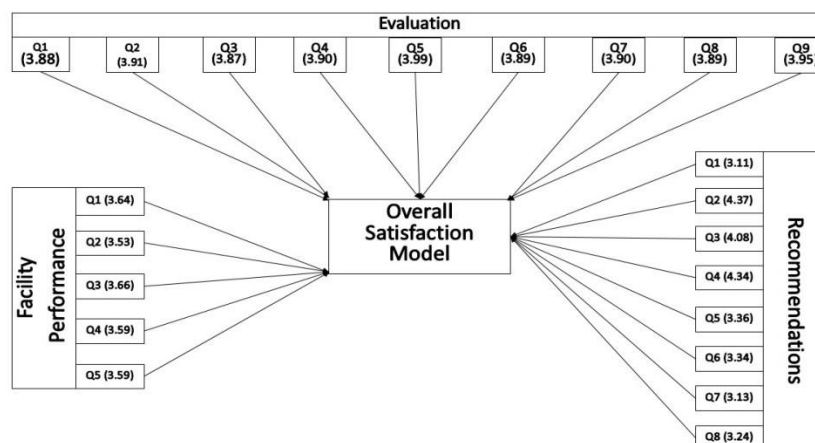 Evaluation
Q1
(3.88)
Q2
(3.91)
Q3
(3.87)
Q4
(3.90)
Q5
(3.99)
Q6
(3.89)
Q7
(3.90)
Q8
(3.89)
Q9
(3.95)
Facility
Performance
Q1 (3.64)
Q2 (3.53)
Q3 (3.66)
Q4 (3.59)
Q5 (3.59)
Overall
Satisfaction
Model
Q1 (3.11)
Q2 (4.37)
Q3 (4.08)
Q4 (4.34)
Q5 (3.36)
Q6 (3.34)
Q7 (3.13)
Q8 (3.24)
Recommendations